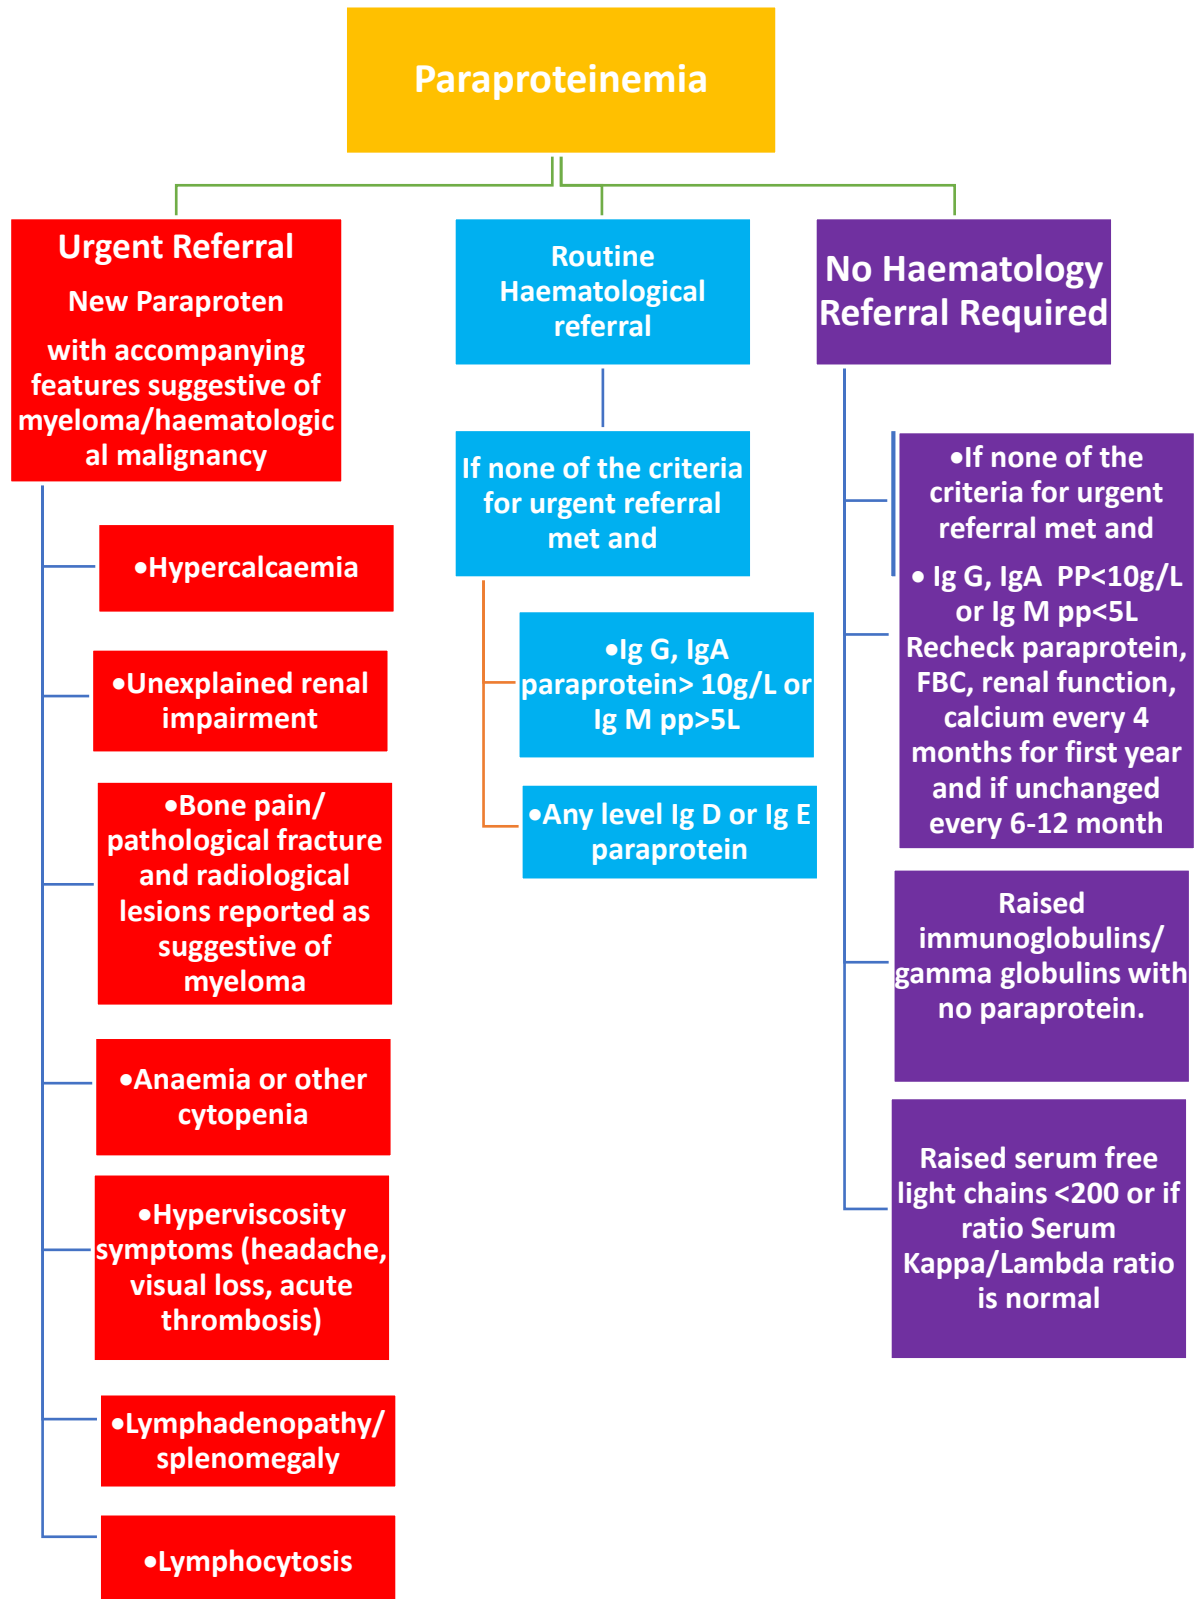 Paraproteinemia
Urgent Referral
New Paraproten
with accompanying
features suggestive of
myeloma/haematologic
al malignancy
•Hypercalcaemia
•Unexplained renal
impairment
•Bone pain/
pathological fracture
and radiological
lesions reported as
suggestive of
myeloma
•Anaemia or other
cytopenia
•Hyperviscosity
symptoms (headache,
visual loss, acute
thrombosis)
•Lymphadenopathy/
splenomegaly
•Lymphocytosis
Routine
Haematological
referral
If none of the criteria
for urgent referral
met and
•Ig G, IgA
paraprotein> 10g/L or
Ig M pp>5L
•Any level Ig D or Ig E
paraprotein
No Haematology
Referral Required
•If none of the
criteria for urgent
referral met and
• Ig G, IgA  PP<10g/L
or Ig M pp<5L
Recheck paraprotein,
FBC, renal function,
calcium every 4
months for first year
and if unchanged
every 6-12 month
Raised
immunoglobulins/
gamma globulins with
no paraprotein.
Raised serum free
light chains <200 or if
ratio Serum
Kappa/Lambda ratio
is normal